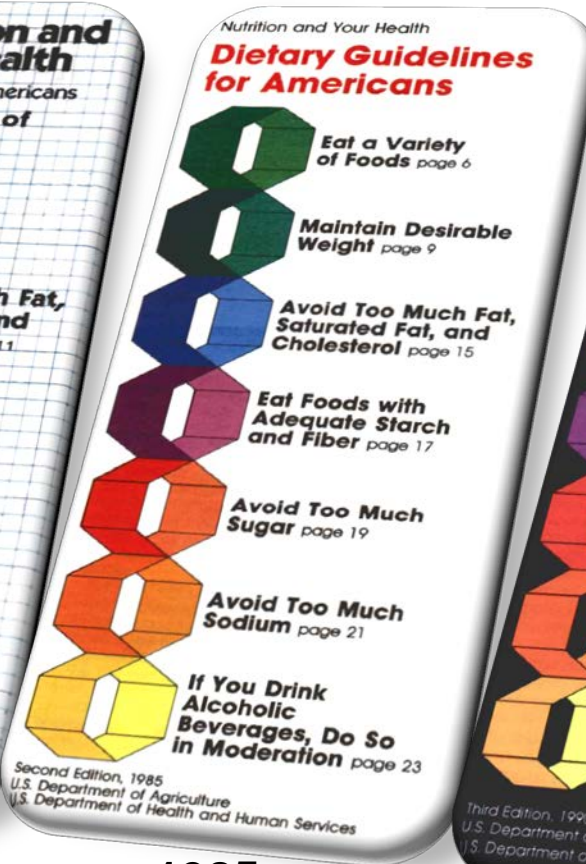 n and
alth
ericans
of
Fat,
nd
Nutrition and Your Health
Dietary Guidelines
for Americans
Eat a Variety
of Foods page 6
Maintain Desirable
Weight page 9
Avoid Too Much Fat,
Saturated Fat, and
Cholesterol page 15
Eat Foods with
Adequate Starch
and Fiber page 17
Avoid Too Much
Sugar page 19
Avoid Too Much
Sodium page 21
If You Drink
Alcoholic
Beverages, Do So
in Moderation page 23
Second Edition, 1985
U.S. Department of Agriculture
U.S. Department of Health and Human Services
Third Edition, 199
U.S. Department
U.S. Department